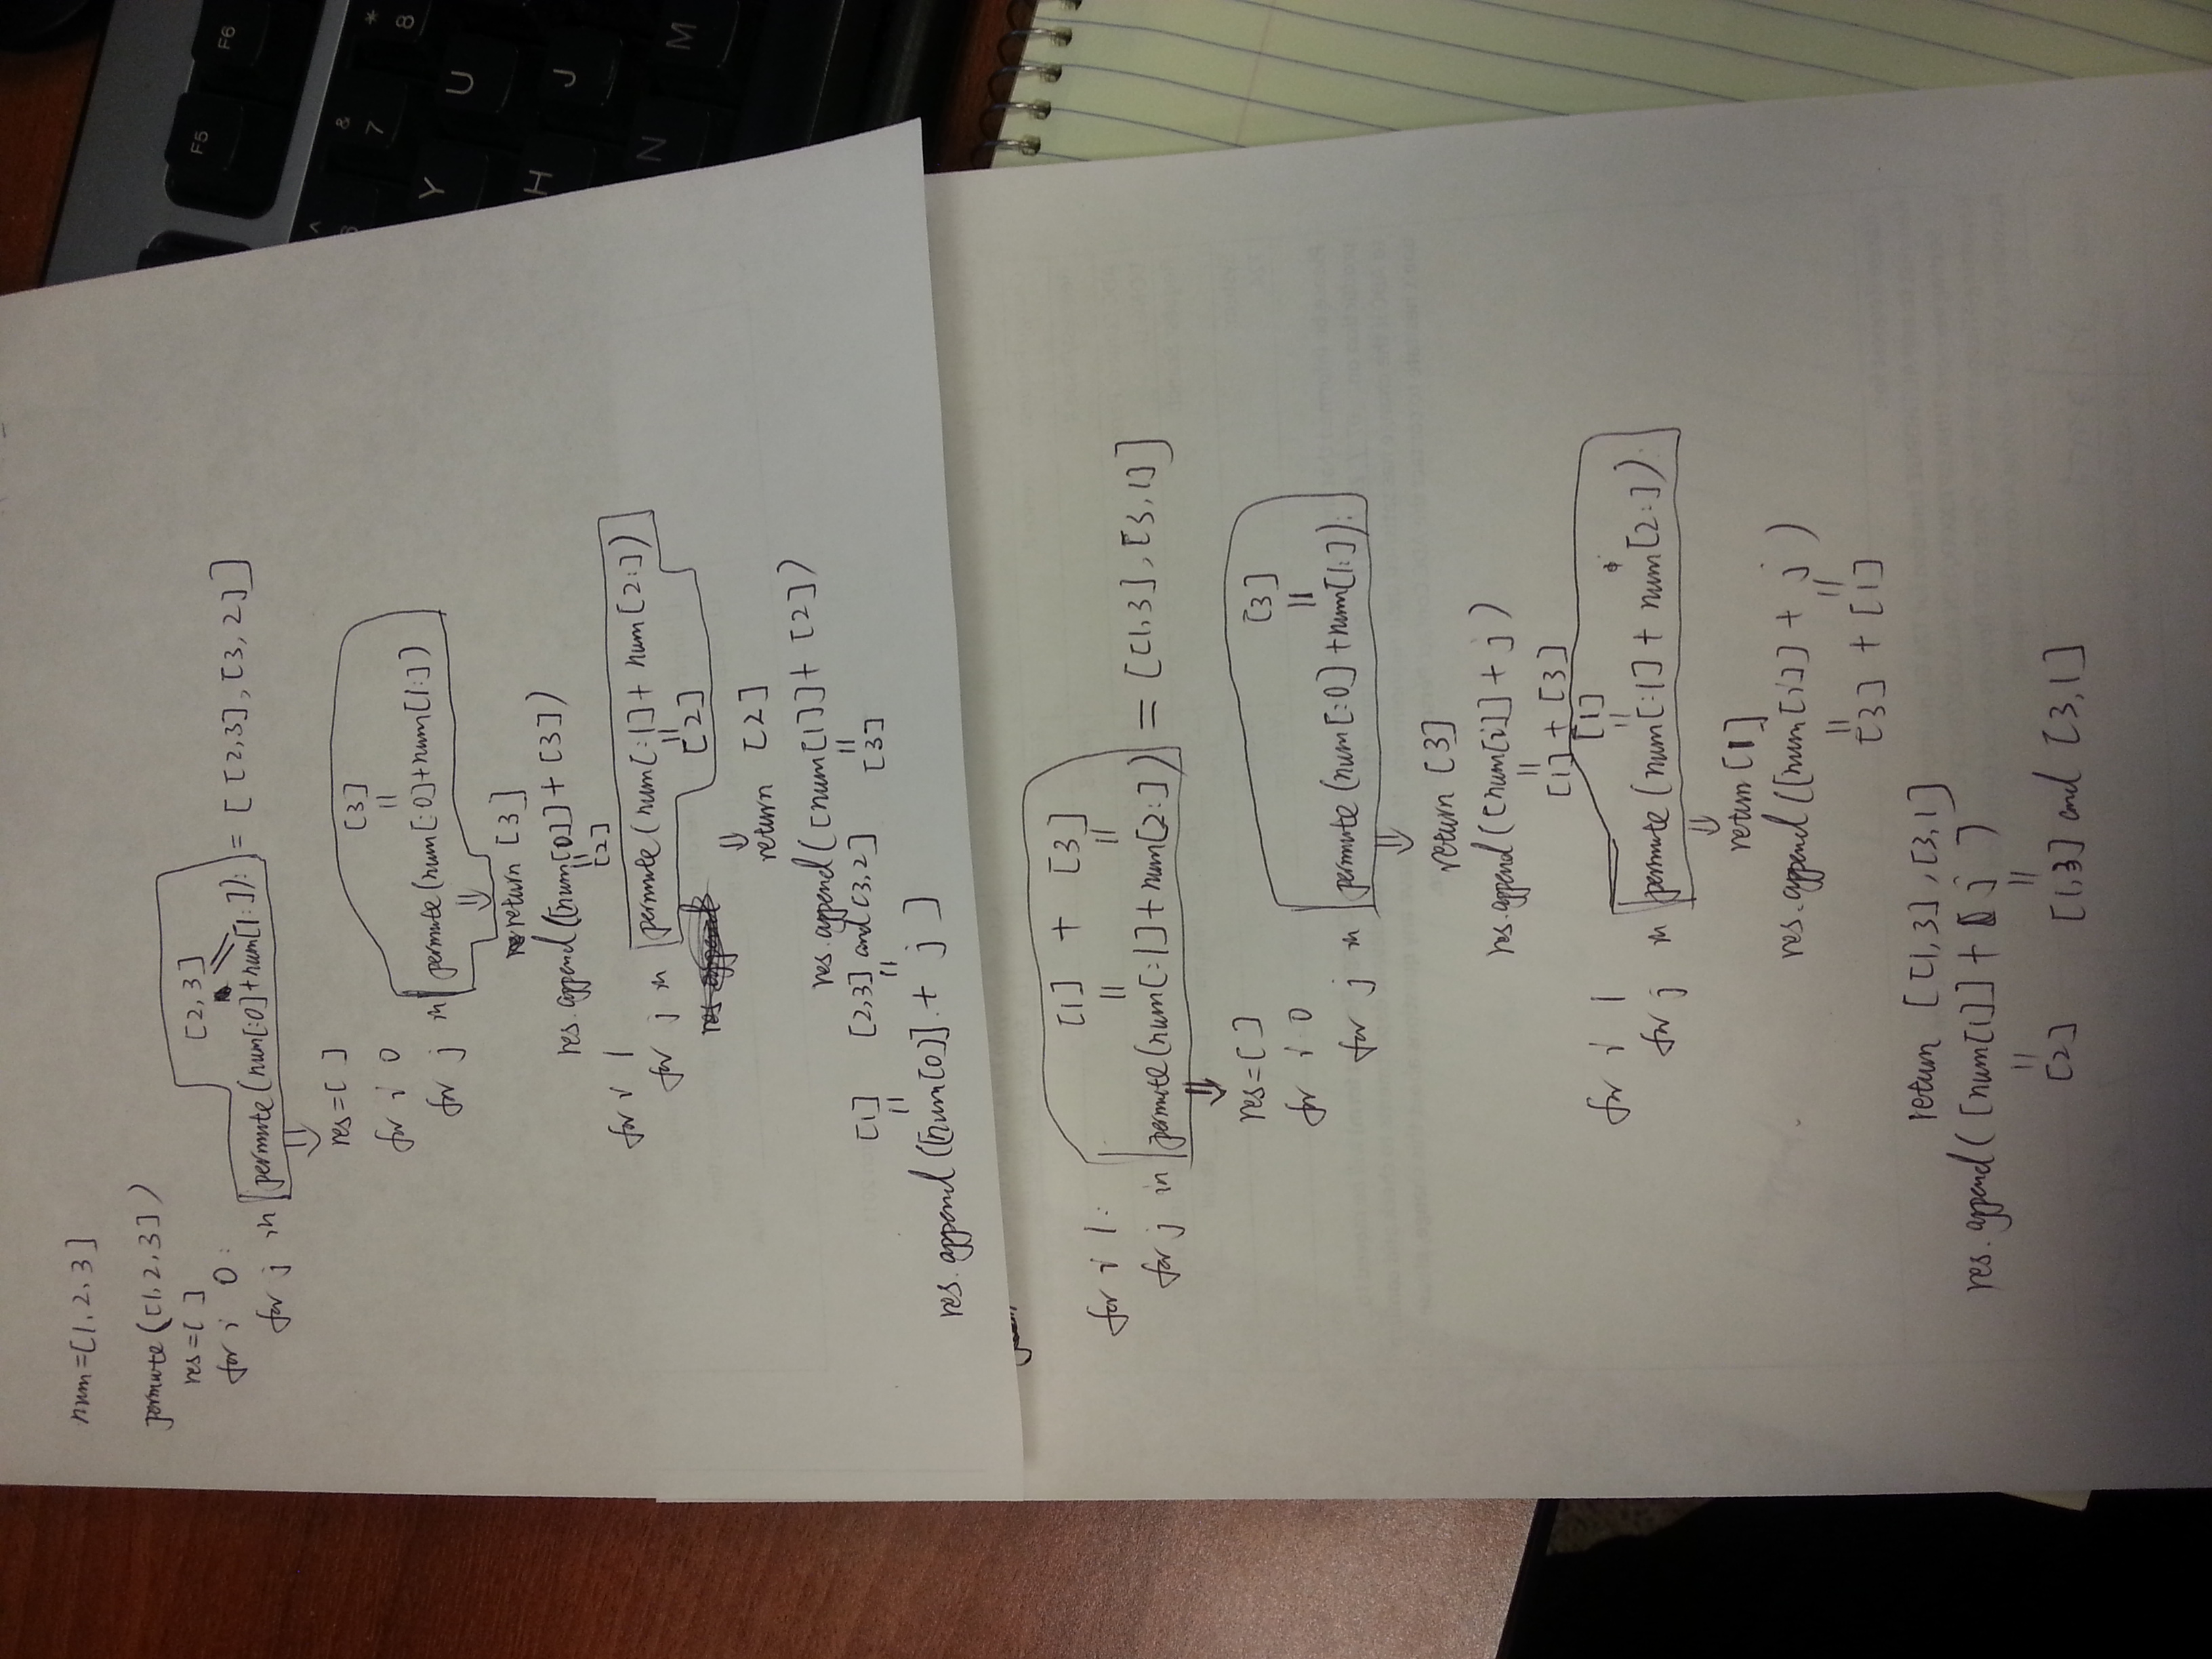 num=[1,2,3]
permute([1,2,3])
res=[ ]
for i 0:
[2,3]
for j in permute(num[:0]+num[1:]): = [[2,3],[3,2]]
res=[ ]
for i 0
[3]
for j in permute(num[:0]+num[1:])
return [3]
res.append([num[0]]+[3])
[2]
for i 1
for j in permute(num[:1]+num[2:])
[2]
res.append
return [2]
res.append([num[1]]+[2])
[1] [2,3] and [3,2] [3]
res.append([num[0]]+ j ]
[1] + [3]
for i 1:
for j in permute(num[:1]+num[2:]) = [[1,3],[3,1]
res=[ ]
for i 0
[3]
for j in permute(num[:0]+num[1:]):
return [3]
res.append([num[i]]+j)
[1]+[3]
[1]
for i 1
for j in permute(num[:1]+num[2:]):
return [1]
res.append([num[i]]+ j )
[3]+[1]
return [[1,3],[3,1]
res.append([num[1]]+ j )
[2] [1,3] and [3,1]
F5
F6
^
6
&
7
*
8
Y
U
H
J
N
M